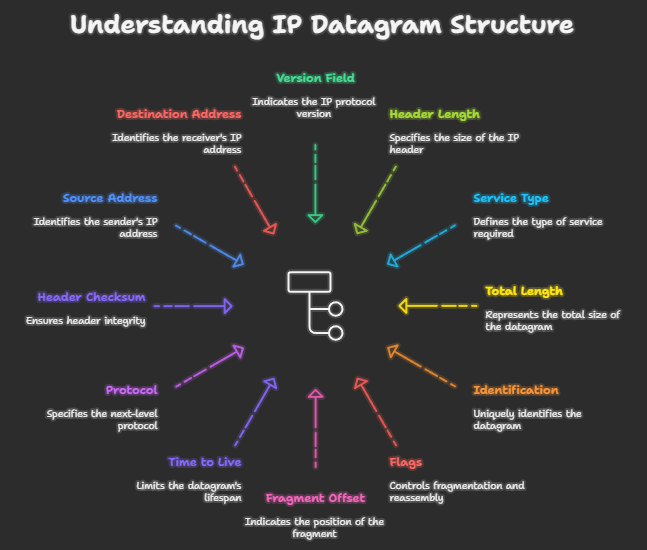 Understanding IP Datagram Structure
Version Field
Indicates the IP protocol
version
Header Length
Specifies the size of the IP
header
Service Type
Defines the type of service
required
Total Length
Represents the total size of
the datagram
Identification
Uniquely identifies the
datagram
Flags
Controls fragmentation and
reassembly
Fragment Offset
Indicates the position of the
fragment
Time to Live
Limits the datagram's
lifespan
Protocol
Specifies the next-level
protocol
Header Checksum
Ensures header integrity
Source Address
Identifies the sender's IP
address
Destination Address
Identifies the receiver's IP
address